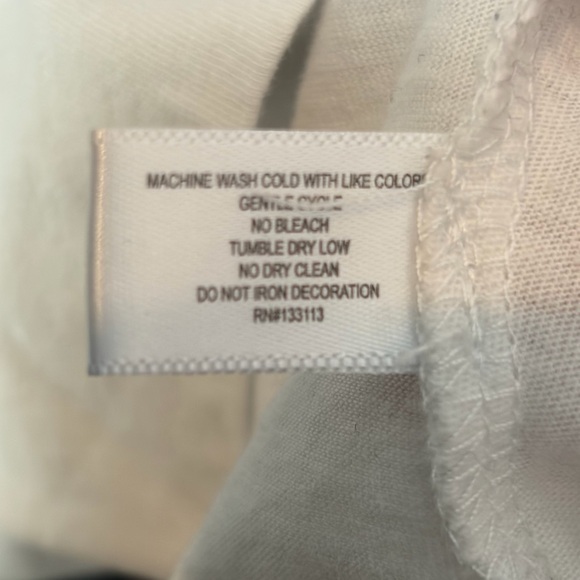 MACHINE WASH COLD WITH LIKE COLORS
GENTLE CYCLE
NO BLEACH
TUMBLE DRY LOW
NO DRY CLEAN
DO NOT IRON DECORATION
RN#133113